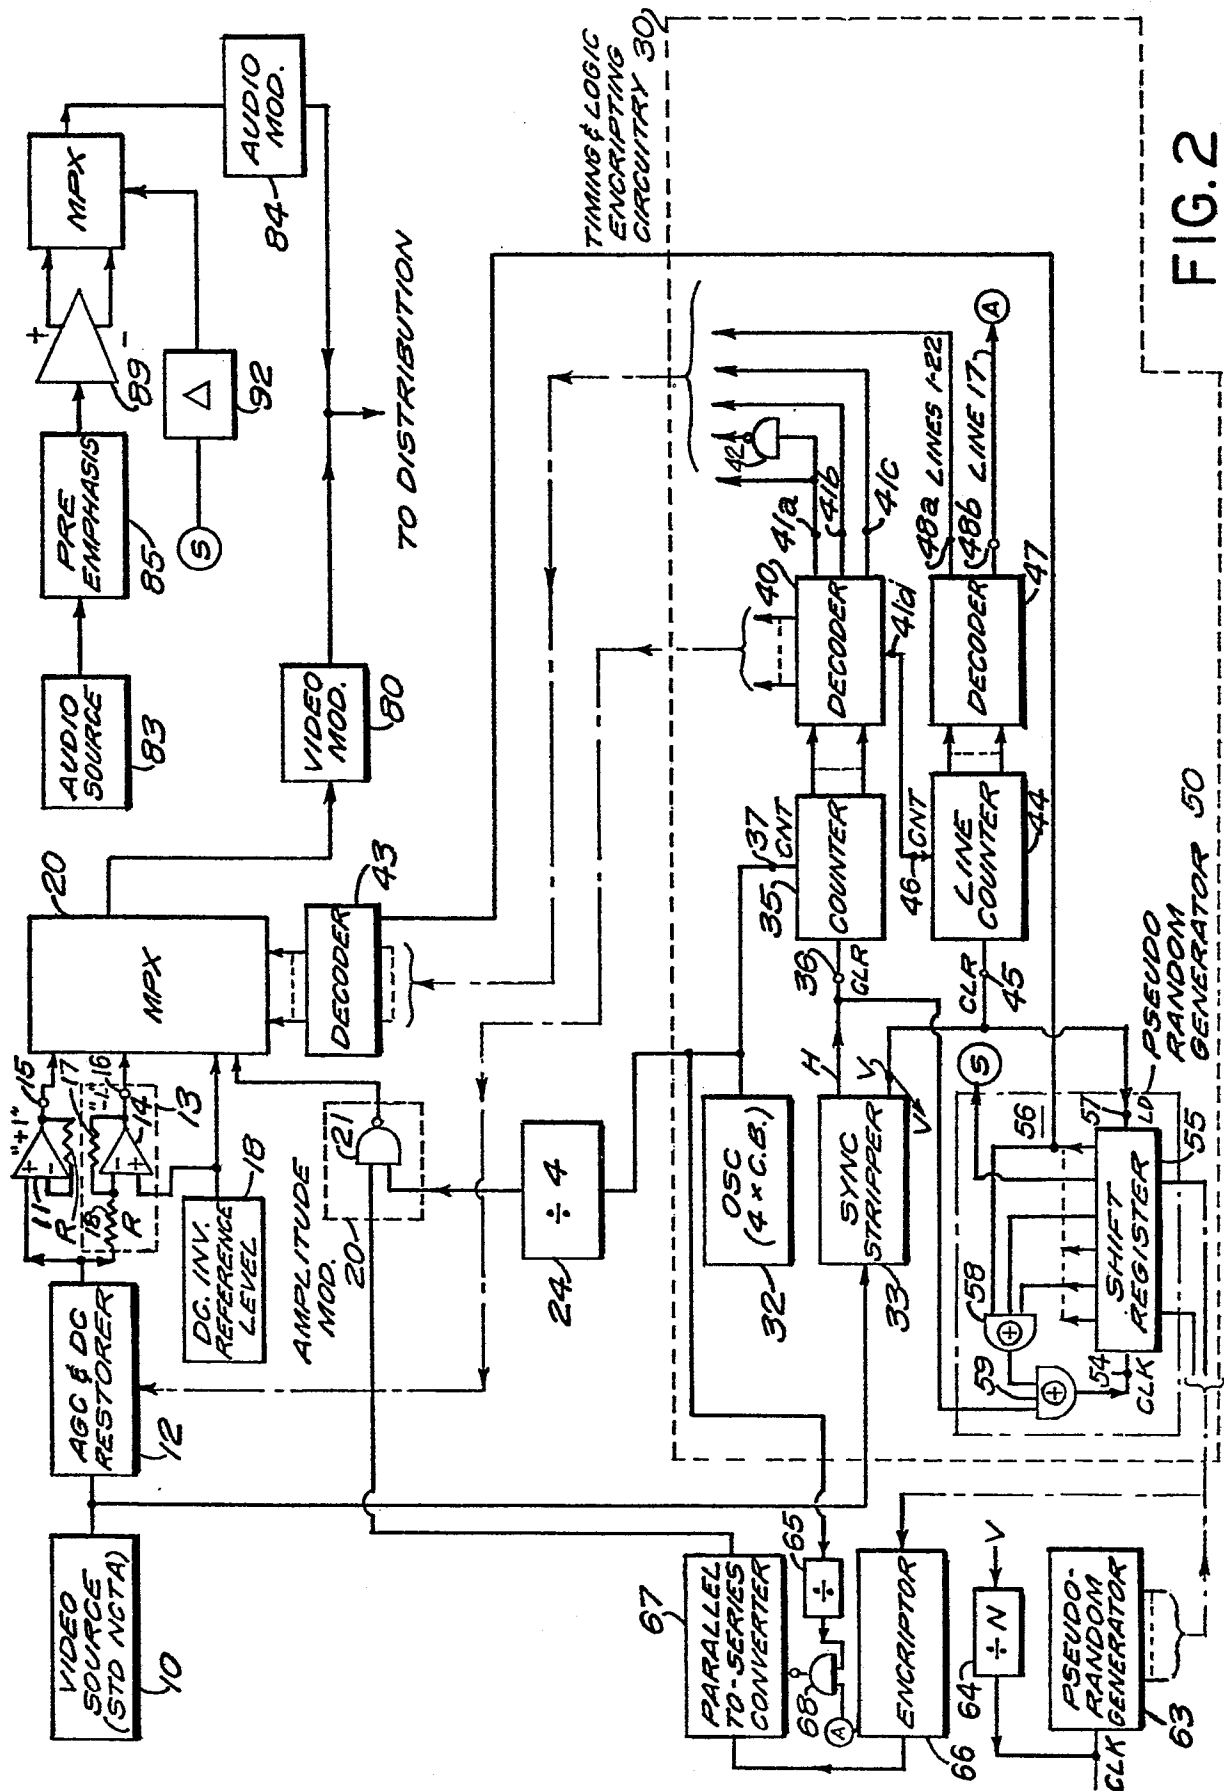 VIDEO
SOURCE
(STD NCTA)
10
AGC & DC
RESTORER
12
"+1"
+
-
11
15
17
R
"-1"
16
-
+
14
18
R
13
DC. INV.
REFERENCE
LEVEL
18
MPX
20
DECODER
43
AMPLITUDE
MOD.
20
21
÷ 4
24
AUDIO
SOURCE
83
PRE
EMPHASIS
85
+
-
89
MPX
AUDIO
MOD.
84
S
Δ
92
VIDEO
MOD.
80
TO DISTRIBUTION
TIMING & LOGIC
ENCRIPTING
CIRCUITRY 30
OSC
(4 × C.B.)
32
SYNC
STRIPPER
33
H
V
V
COUNTER
35
36
CLR
37
CNT
DECODER
40
41a
41b
41c
41d
42
LINE
COUNTER
44
CLR
45
46
CNT
DECODER
47
48a LINES 1-22
48b LINE 17
A
PSEUDO
RANDOM
GENERATOR 50
S
56
57
LD
SHIFT
REGISTER
55
58
59
54
CLK
PARALLEL
TO-SERIES
CONVERTER
67
÷
65
68
A
ENCRIPTOR
66
÷ N
64
V
PSEUDO-
RANDOM
GENERATOR
63
CLK
FIG. 2